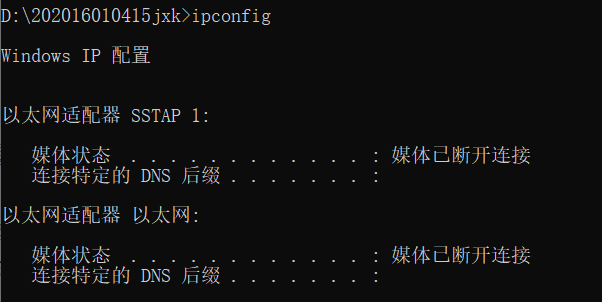 D:\202016010415jxk>ipconfig
Windows IP 配置
以太网适配器 SSTAP 1:
媒体状态 . . . . . . . . . . . . : 媒体已断开连接
连接特定的 DNS 后缀 . . . . . . . :
以太网适配器 以太网:
媒体状态 . . . . . . . . . . . . : 媒体已断开连接
连接特定的 DNS 后缀 . . . . . . . :